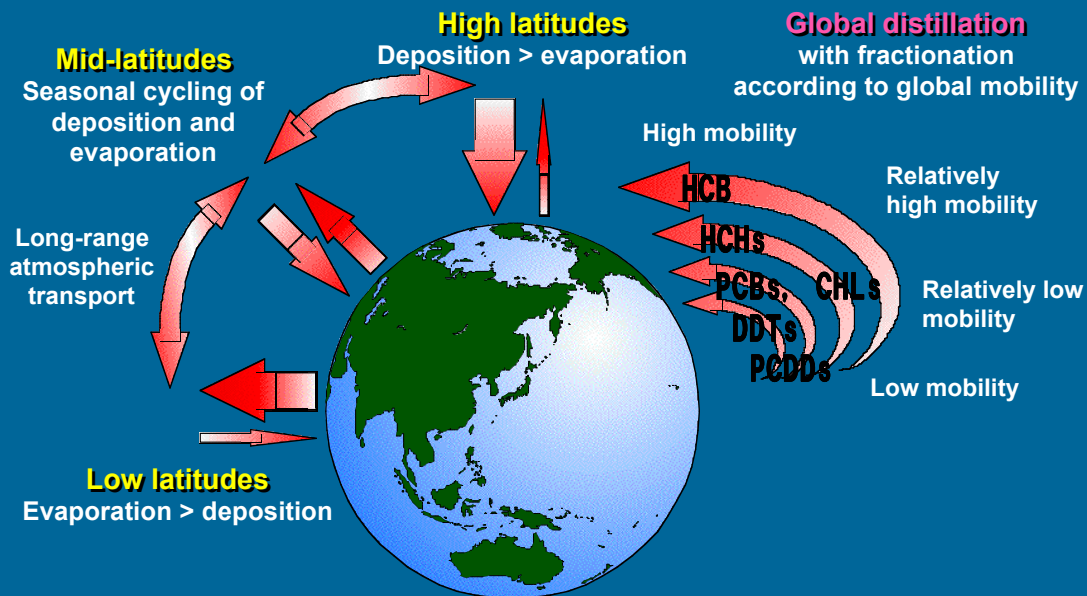 High latitudes
Deposition > evaporation
Global distillation
with fractionation
according to global mobility
Mid-latitudes
Seasonal cycling of
deposition and
evaporation
High mobility
HCB
Relatively
high mobility
Long-range
atmospheric
transport
HCHs
PCBs,
CHLs
DDTs
Relatively low
mobility
PCDDs
Low mobility
Low latitudes
Evaporation > deposition